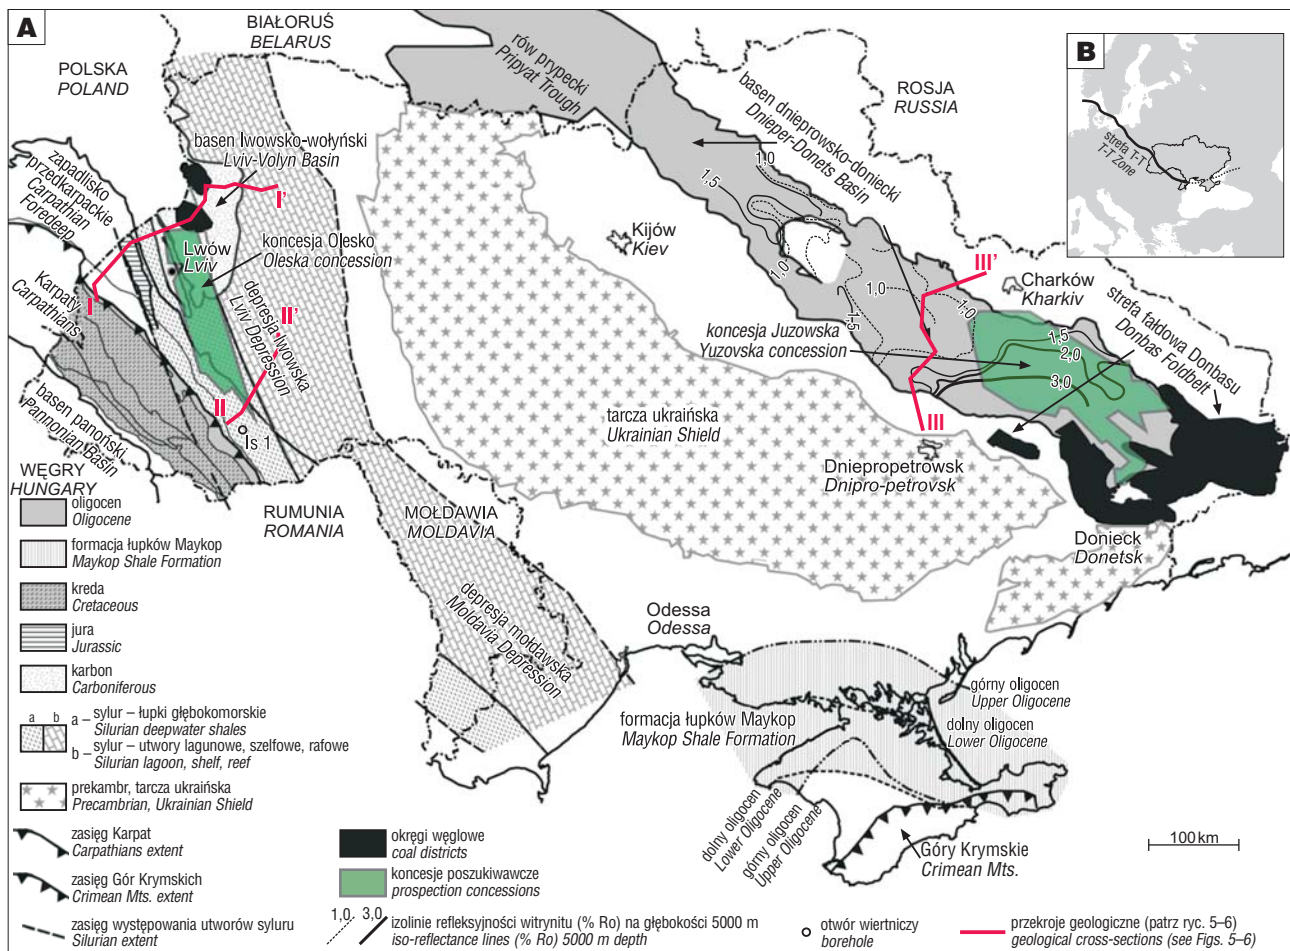 A
BIAŁORUŚ
BELARUS
POLSKA
POLAND
rów prypecki
Pripyat Trough
basen dnieprowsko-doniecki
Dnieper-Donets Basin
ROSJA
RUSSIA
B
strefa T-T
T-T Zone
zapadlisko
przedkarpackie
Carpathian
Foredeep
basen lwowsko-wołyński
Lviv-Volyn Basin
I'
Lwów
Lviv
koncesja Olesko
Oleska concession
I
Karpaty
Carpathians
depresja lwowska
Lviv Depression
II'
II
Is 1
basen panoński
Pannonian Basin
WĘGRY
HUNGARY
RUMUNIA
ROMANIA
MOŁDAWIA
MOLDAVIA
depresja mołdawska
Moldavia Depression
Kijów
Kiev
1,0
1,5
1,0
1,5
1,0
1,0
III'
III
Charków
Kharkiv
koncesja Juzowska
Yuzovska concession
1,5
2,0
3,0
strefa fałdowa Donbasu
Donbas Foldbelt
tarcza ukraińska
Ukrainian Shield
Dniepropetrowsk
Dnipro-petrovsk
Donieck
Donetsk
Odessa
Odessa
górny oligocen
Upper Oligocene
dolny oligocen
Lower Oligocene
formacja łupków Maykop
Maykop Shale Formation
dolny oligocen
Lower Oligocene
górny oligocen
Upper Oligocene
Góry Krymskie
Crimean Mts.
100 km
oligocen
Oligocene
formacja łupków Maykop
Maykop Shale Formation
kreda
Cretaceous
jura
Jurassic
karbon
Carboniferous
a b
a – sylur – łupki głębokomorskie
Silurian deepwater shales
b – sylur – utwory lagunowe, szelfowe, rafowe
Silurian lagoon, shelf, reef
prekambr, tarcza ukraińska
Precambrian, Ukrainian Shield
zasięg Karpat
Carpathians extent
zasięg Gór Krymskich
Crimean Mts. extent
zasięg występowania utworów syluru
Silurian extent
okręgi węglowe
coal districts
koncesje poszukiwawcze
prospection concessions
1,0 3,0
izolinie refleksyjności witrynitu (% Ro) na głębokości 5000 m
iso-reflectance lines (% Ro) 5000 m depth
otwór wiertniczy
borehole
przekroje geologiczne (patrz ryc. 5–6)
geological cross-sections (see Figs. 5–6)